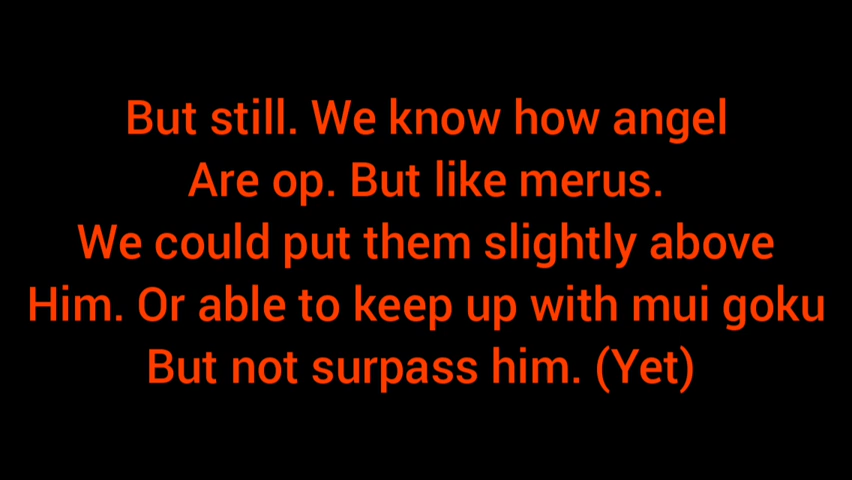 But still. We know how angel
Are op. But like merus.
We could put them slightly above
Him. Or able to keep up with mui goku
But not surpass him. (Yet)